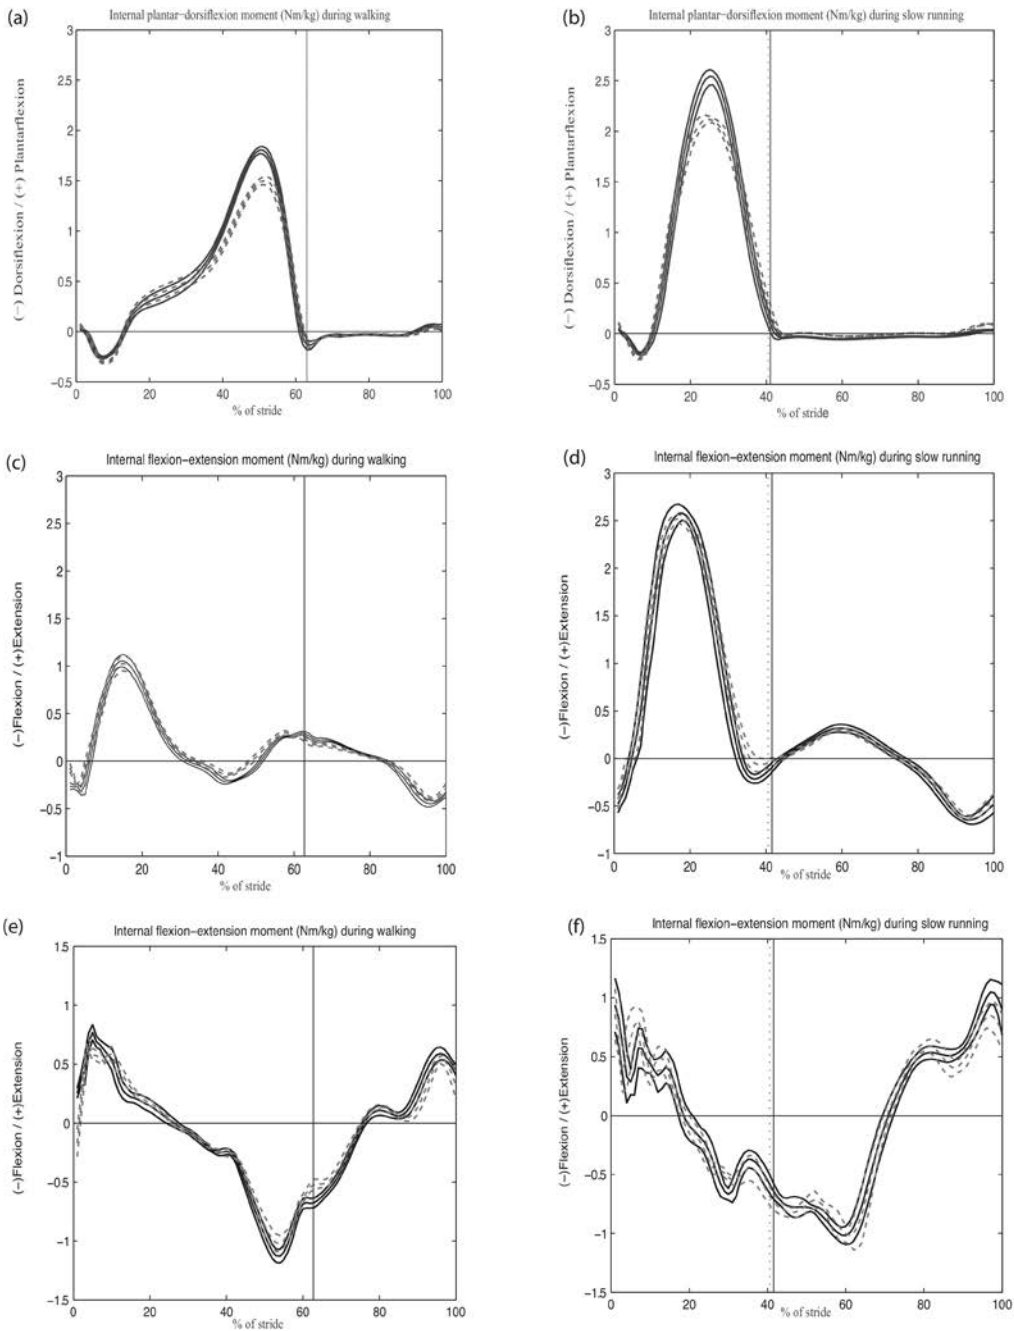 (a)
Internal plantar−dorsiflexion moment (Nm/kg) during walking
(−) Dorsiflexion / (+) Plantarflexion
3
2.5
2
1.5
1
0.5
0
−0.5
0 20 40 60 80 100
% of stride
(b)
Internal plantar-dorsiflexion moment (Nm/kg) during slow running
(−) Dorsiflexion / (+) Plantarflexion
3
2.5
2
1.5
1
0.5
0
−0.5
0 20 40 60 80 100
% of stride
(c)
Internal flexion−extension moment (Nm/kg) during walking
(−)Flexion / (+)Extension
3
2.5
2
1.5
1
0.5
0
−0.5
−1
0 20 40 60 80 100
% of stride
(d)
Internal flexion−extension moment (Nm/kg) during slow running
(−)Flexion / (+)Extension
3
2.5
2
1.5
1
0.5
0
−0.5
−1
0 20 40 60 80 100
% of stride
(e)
Internal flexion−extension moment (Nm/kg) during walking
(−)Flexion / (+)Extension
1.5
1
0.5
0
−0.5
−1
−1.5
0 20 40 60 80 100
% of stride
(f)
Internal flexion−extension moment (Nm/kg) during slow running
(−)Flexion / (+)Extension
1.5
1
0.5
0
−0.5
−1
−1.5
0 20 40 60 80 100
% of stride